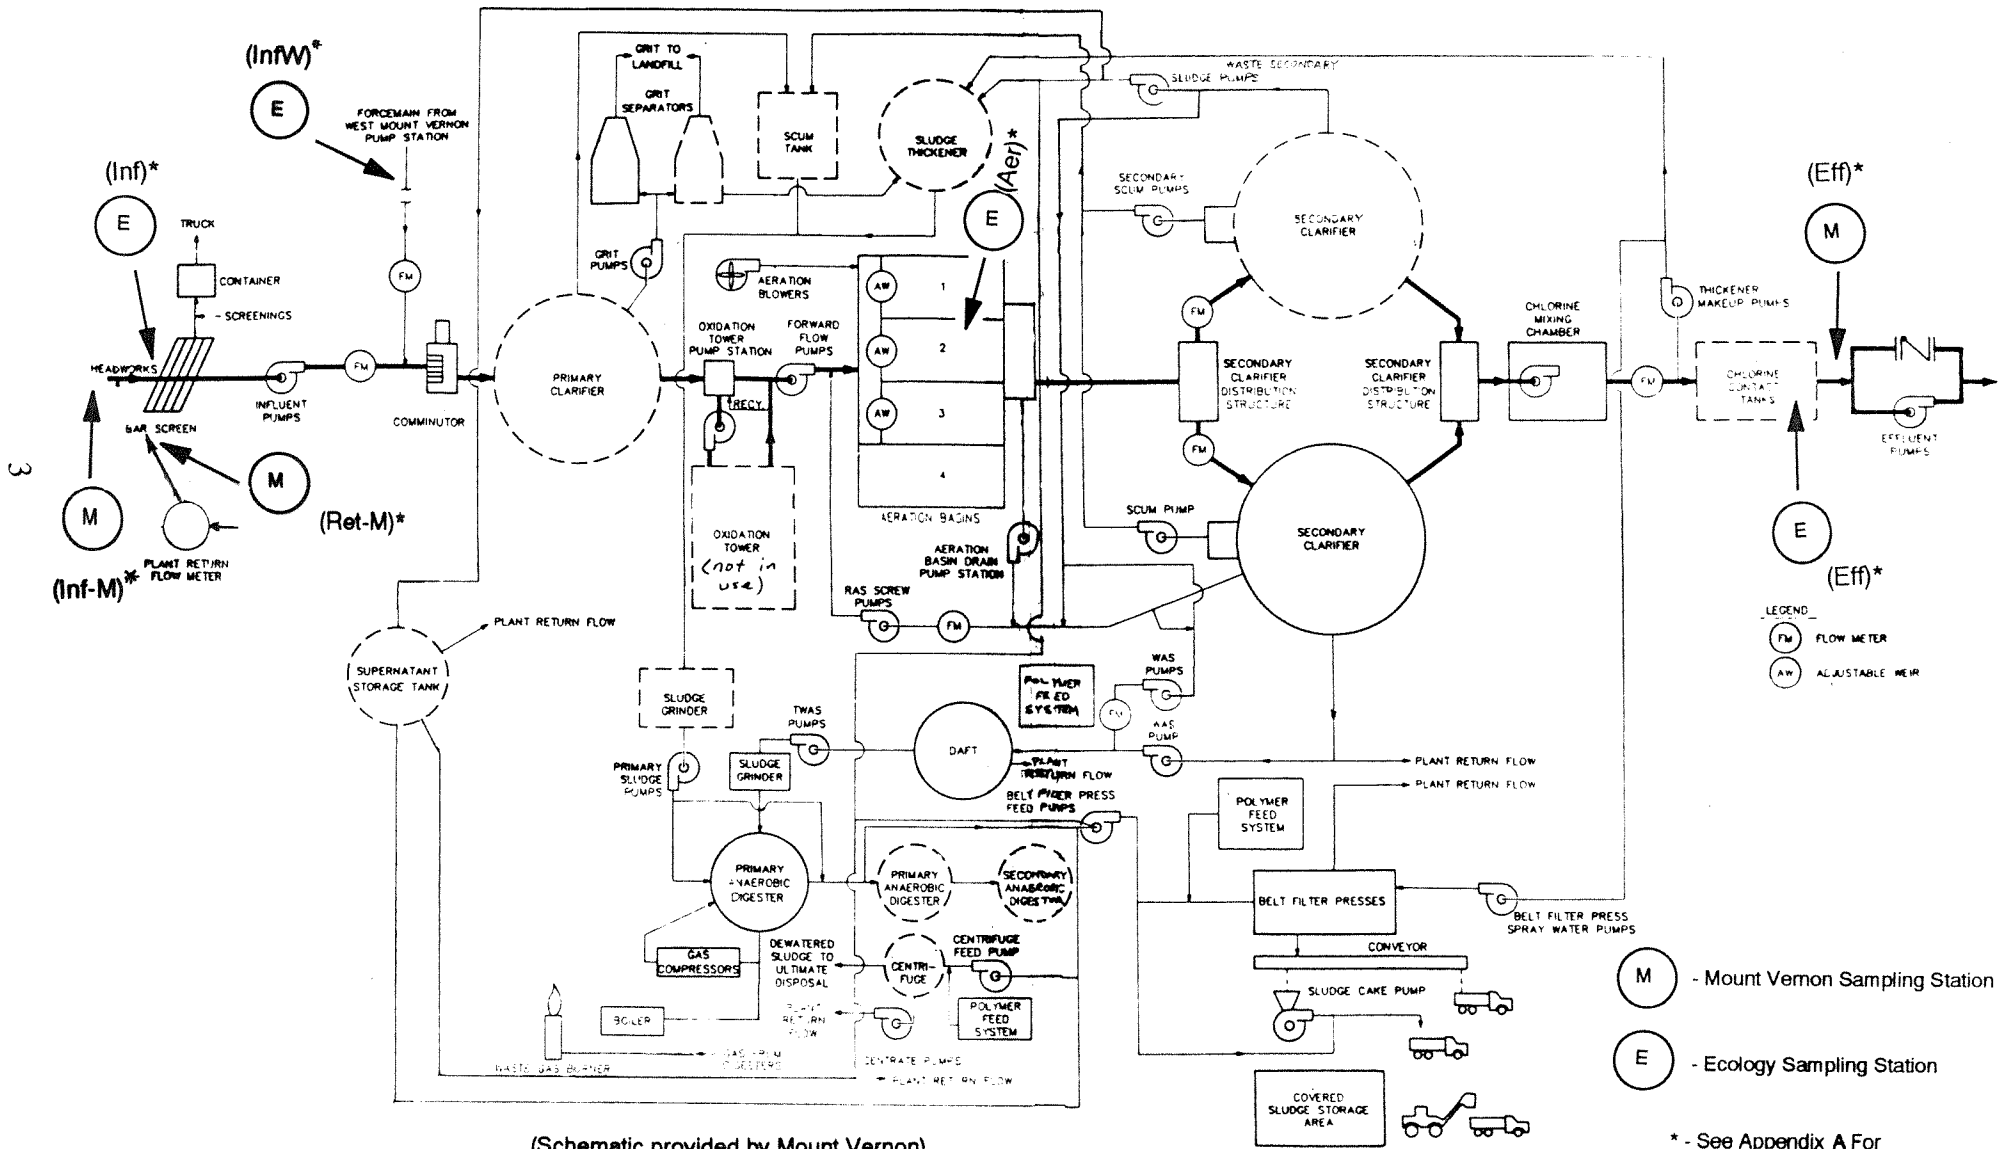 (InfW)*
E
FORCEMAIN FROM
WEST MOUNT VERNON
PUMP STATION
(Inf)*
E
TRUCK
CONTAINER
- SCREENINGS
FM
HEADWORKS
BAR SCREEN
INFLUENT
PUMPS
FM
COMMINUTOR
M
(Inf-M)*
M
(Ret-M)*
PLANT RETURN
FLOW METER
3
GRIT TO
LANDFILL
GRIT
SEPARATORS
GRIT
PUMPS
SCUM
TANK
SLUDGE
THICKENER
(Aer)*
E
PRIMARY
CLARIFIER
AERATION
BLOWERS
OXIDATION
TOWER
PUMP STATION
FORWARD
FLOW
PUMPS
RECY.
OXIDATION
TOWER
(not in
use)
AW
1
AW
2
AW
3
4
AERATION BASINS
AERATION
BASIN DRAIN
PUMP STATION
RAS SCREW
PUMPS
FM
WASTE SECONDARY
SLUDGE PUMPS
SECONDARY
SCUM PUMPS
SECONDARY
CLARIFIER
FM
SECONDARY
CLARIFIER
DISTRIBUTION
STRUCTURE
SECONDARY
CLARIFIER
DISTRIBUTION
STRUCTURE
FM
SCUM PUMP
SECONDARY
CLARIFIER
CHLORINE
MIXING
CHAMBER
FM
THICKENER
MAKEUP PUMPS
CHLORINE
CONTACT
TANKS
(Eff)*
M
EFFLUENT
PUMPS
E
(Eff)*
LEGEND
FM FLOW METER
AW ADJUSTABLE WEIR
SUPERNATANT
STORAGE TANK
PLANT RETURN FLOW
SLUDGE
GRINDER
PRIMARY
SLUDGE
PUMPS
TWAS
PUMPS
SLUDGE
GRINDER
DAFT
POLYMER
FEED
SYSTEM
WAS
PUMPS
FM
WAS
PUMP
PLANT
RETURN FLOW
BELT FILTER PRESS
FEED PUMPS
PLANT RETURN FLOW
PLANT RETURN FLOW
POLYMER
FEED
SYSTEM
PRIMARY
ANAEROBIC
DIGESTER
PRIMARY
ANAEROBIC
DIGESTER
SECONDARY
ANAEROBIC
GAS
COMPRESSORS
DEWATERED
SLUDGE TO
ULTIMATE
DISPOSAL
CENTRI-
FUGE
CENTRIFUGE
FEED PUMP
BOILER
PLANT
RETURN
FLOW
POLYMER
FEED
SYSTEM
GAS FROM
DIGESTERS
WASTE GAS BURNER
CENTRATE PUMPS
PLANT RETURN FLOW
BELT FILTER PRESSES
BELT FILTER PRESS
SPRAY WATER PUMPS
CONVEYOR
SLUDGE CAKE PUMP
COVERED
SLUDGE STORAGE
AREA
M - Mount Vernon Sampling Station
E - Ecology Sampling Station
* - See Appendix A For
(Schematic provided by Mount Vernon)